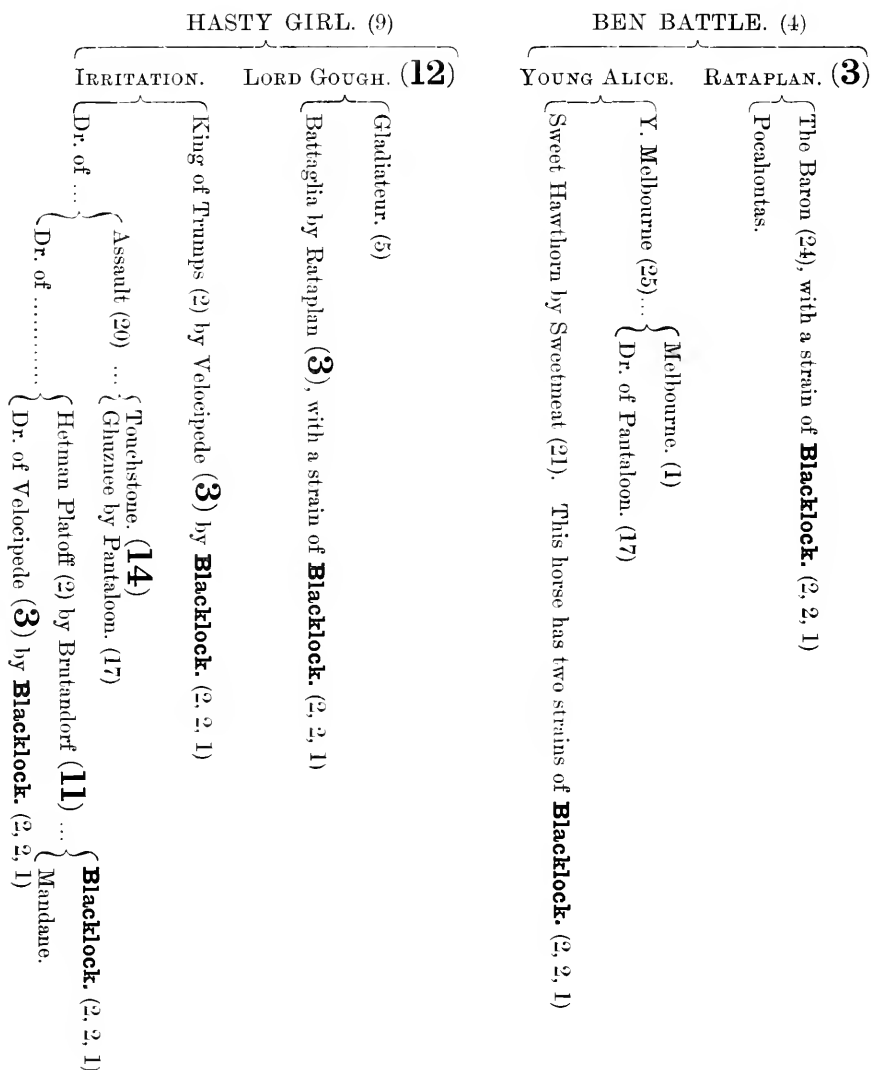 HASTY GIRL. (9)
BEN BATTLE. (4)
IRRITATION.
LORD GOUGH. (12)
YOUNG ALICE.
RATAPLAN. (3)
The Baron (24), with a strain of Blacklock. (2, 2, 1)
Pocahontas.
Y. Melbourne (25)...
Melbourne. (1)
Dr. of Pantaloon. (17)
Sweet Hawthorn by Sweetmeat (21). This horse has two strains of Blacklock. (2, 2, 1)
Gladiateur. (5)
Battaglia by Rataplan (3), with a strain of Blacklock. (2, 2, 1)
King of Trumps (2) by Velocipede (3) by Blacklock. (2, 2, 1)
Dr. of ...
Assault (20) ...
Touchstone. (14)
Ghuznee by Pantaloon. (17)
Dr. of ............
Hetman Platoff (2) by Brutandorf (11) ...
Blacklock. (2, 2, 1)
Mandane.
Dr. of Velocipede (3) by Blacklock. (2, 2, 1)